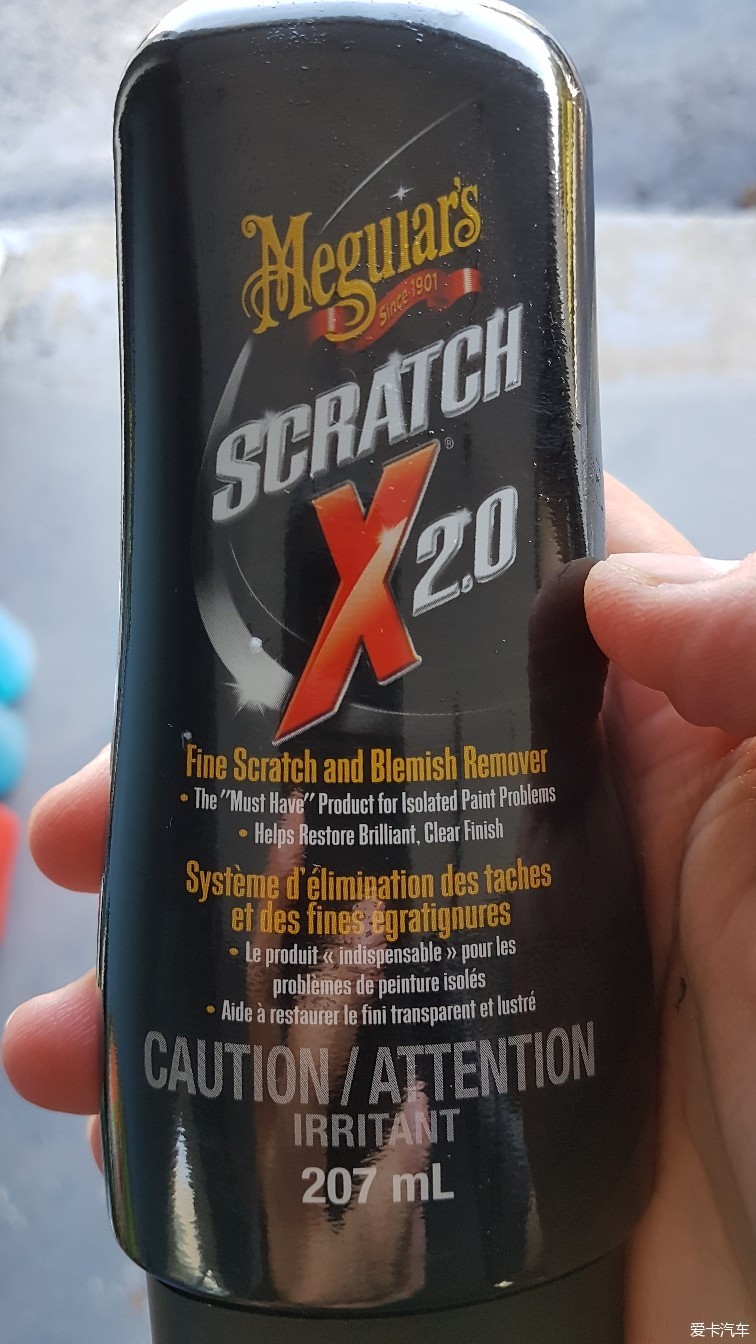 Meguiar's
Since 1901
SCRATCH
X® 2.0
Fine Scratch and Blemish Remover
• The "Must Have" Product for Isolated Paint Problems
• Helps Restore Brilliant, Clear Finish
Système d'élimination des taches
et des fines égratignures
• Le produit « indispensable » pour les
problèmes de peinture isolés
• Aide à restaurer le fini transparent et lustré
CAUTION / ATTENTION
IRRITANT
207 mL
爱卡汽车